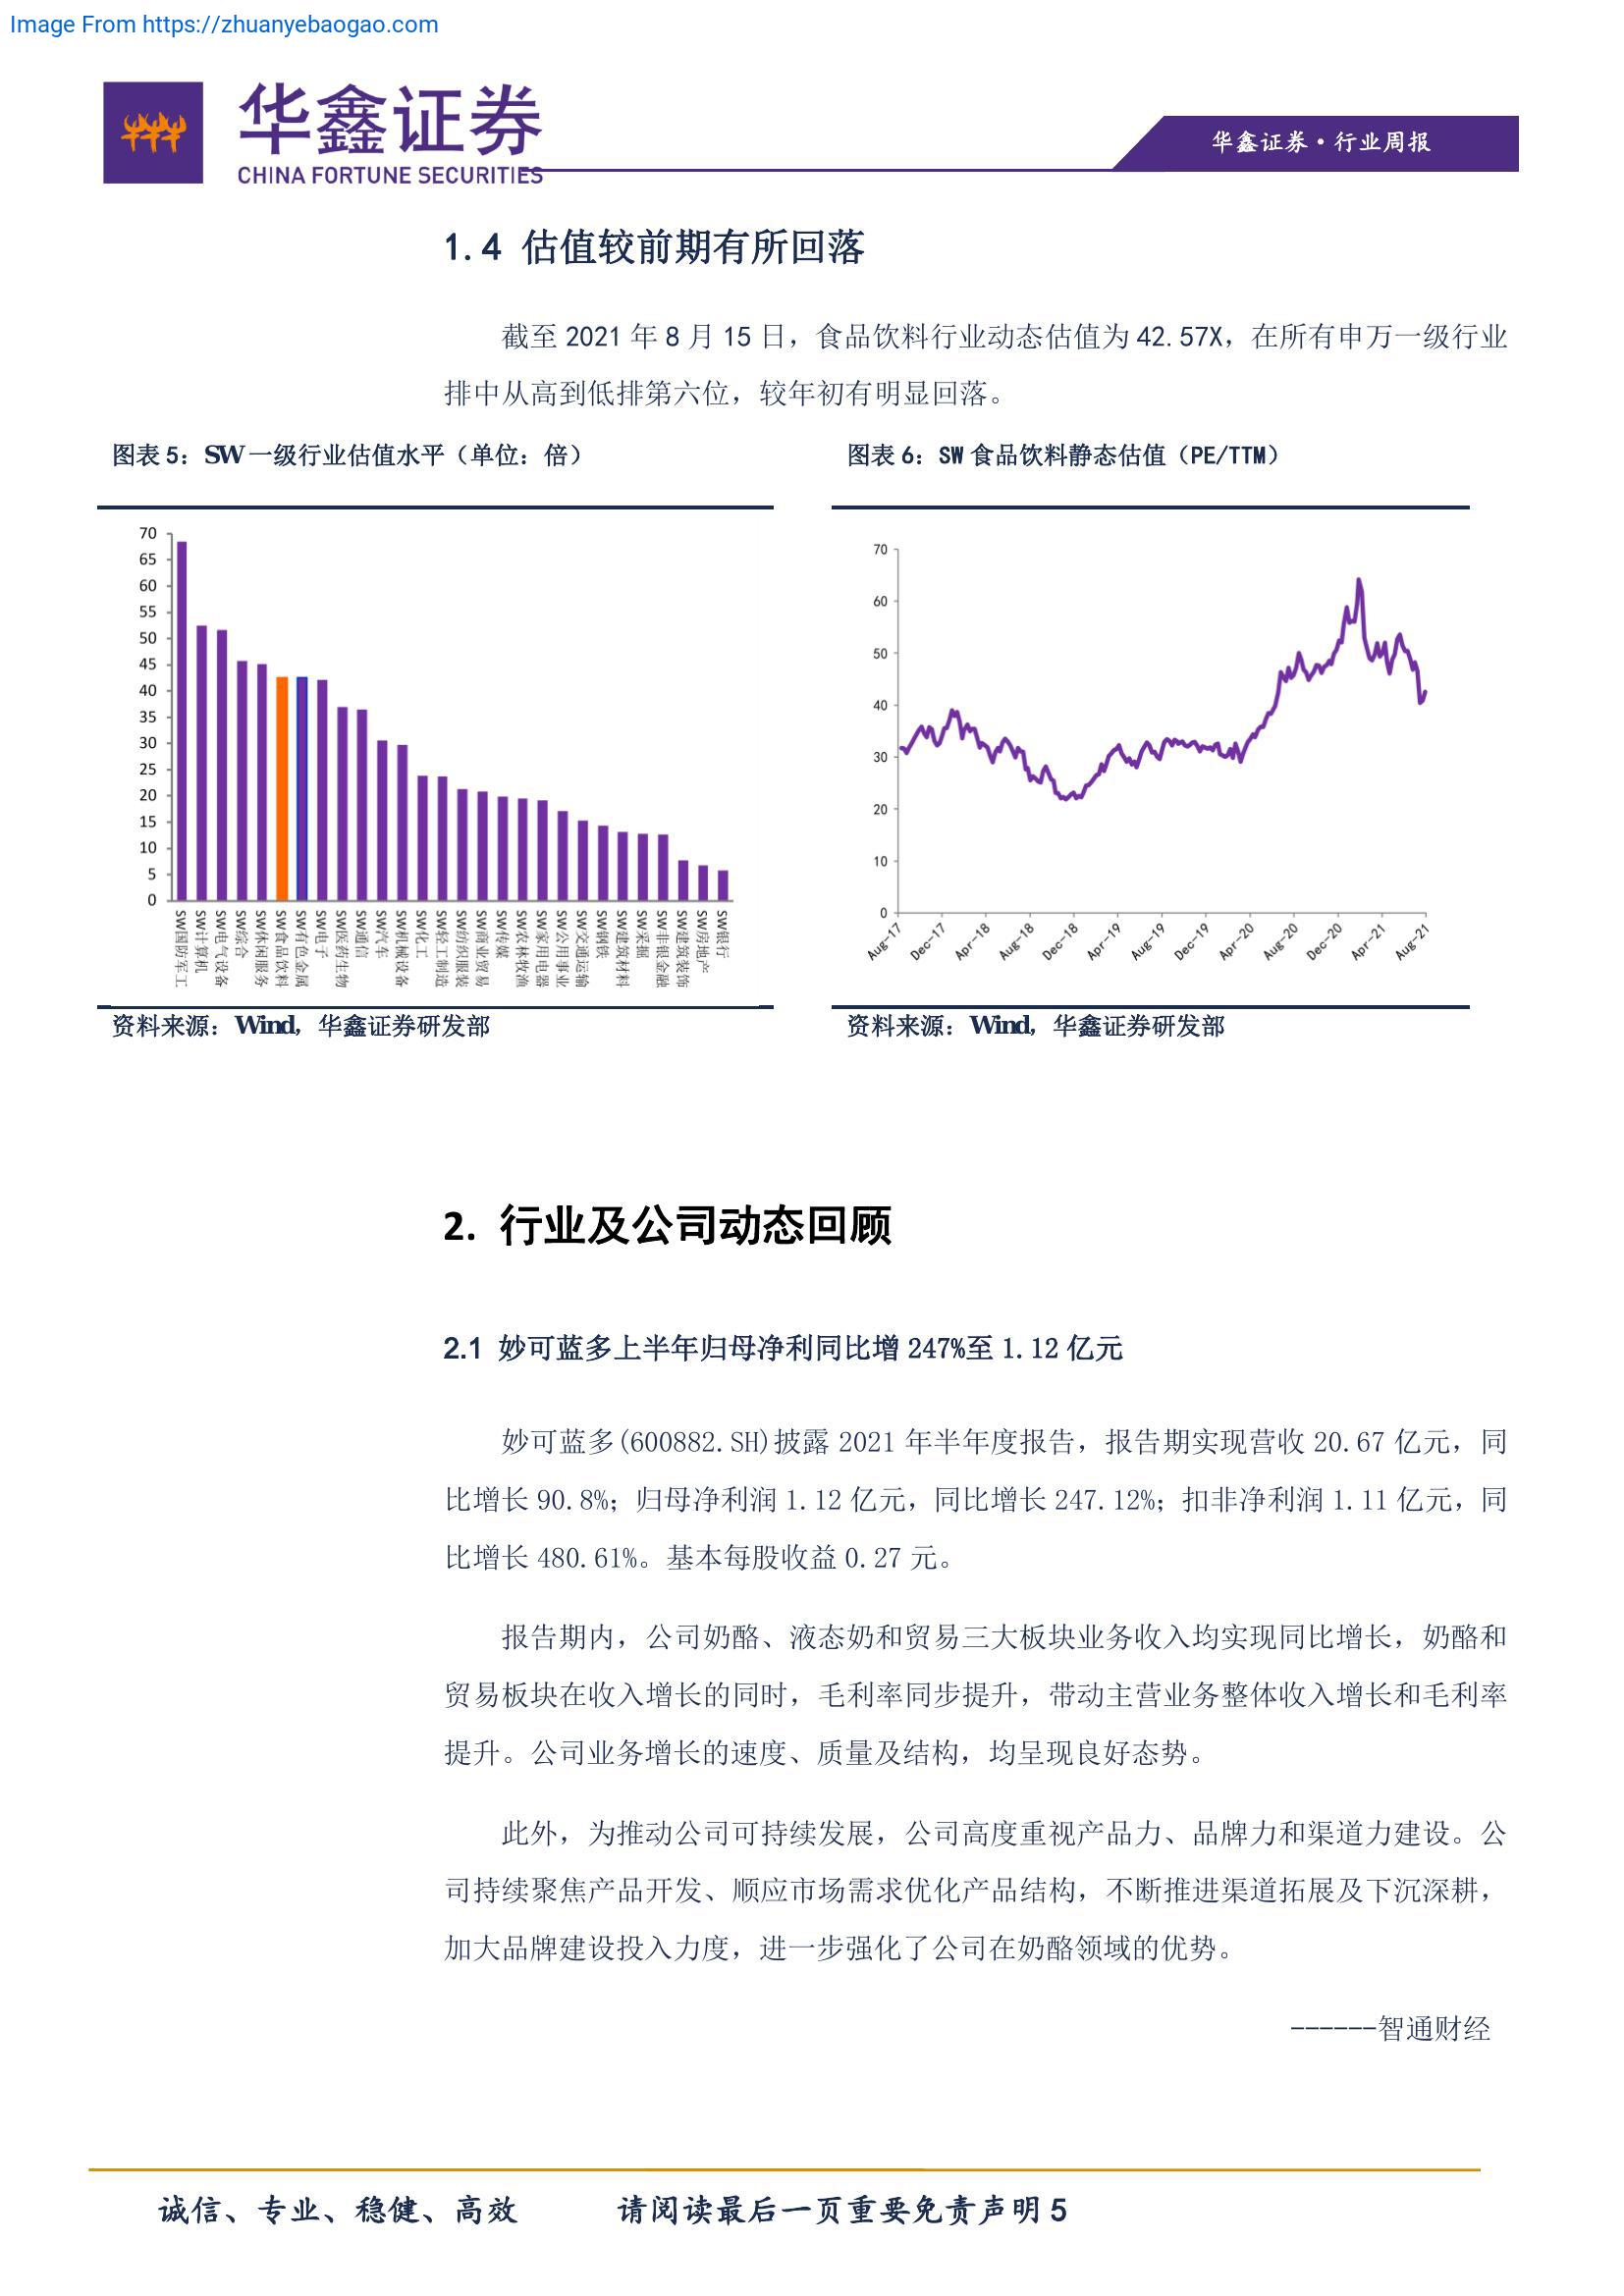 Image From https://zhuanyebaogao.com
华鑫证券
CHINA FORTUNE SECURITIES
华鑫证券·行业周报
1.4 估值较前期有所回落
截至 2021 年 8 月 15 日，食品饮料行业动态估值为 42.57X，在所有申万一级行业
排中从高到低排第六位，较年初有明显回落。
图表 5：SW 一级行业估值水平（单位：倍）
70
65
60
55
50
45
40
35
30
25
20
15
10
5
0
SW国防军工
SW计算机
SW电气设备
SW综合
SW休闲服务
SW食品饮料
SW有色金属
SW电子
SW医药生物
SW通信
SW汽车
SW机械设备
SW化工
SW轻工制造
SW纺织服装
SW商业贸易
SW传媒
SW农林牧渔
SW家用电器
SW公用事业
SW交通运输
SW钢铁
SW建筑材料
SW采掘
SW非银金融
SW建筑装饰
SW房地产
SW银行
资料来源：Wind，华鑫证券研发部
图表 6：SW 食品饮料静态估值（PE/TTM）
70
60
50
40
30
20
10
0
Aug-17
Dec-17
Apr-18
Aug-18
Dec-18
Apr-19
Aug-19
Dec-19
Apr-20
Aug-20
Dec-20
Apr-21
Aug-21
资料来源：Wind，华鑫证券研发部
2. 行业及公司动态回顾
2.1 妙可蓝多上半年归母净利同比增 247%至 1.12 亿元
妙可蓝多(600882.SH)披露 2021 年半年度报告，报告期实现营收 20.67 亿元，同
比增长 90.8%；归母净利润 1.12 亿元，同比增长 247.12%；扣非净利润 1.11 亿元，同
比增长 480.61%。基本每股收益 0.27 元。
报告期内，公司奶酪、液态奶和贸易三大板块业务收入均实现同比增长，奶酪和
贸易板块在收入增长的同时，毛利率同步提升，带动主营业务整体收入增长和毛利率
提升。公司业务增长的速度、质量及结构，均呈现良好态势。
此外，为推动公司可持续发展，公司高度重视产品力、品牌力和渠道力建设。公
司持续聚焦产品开发、顺应市场需求优化产品结构，不断推进渠道拓展及下沉深耕，
加大品牌建设投入力度，进一步强化了公司在奶酪领域的优势。
------智通财经
诚信、专业、稳健、高效
请阅读最后一页重要免责声明 5